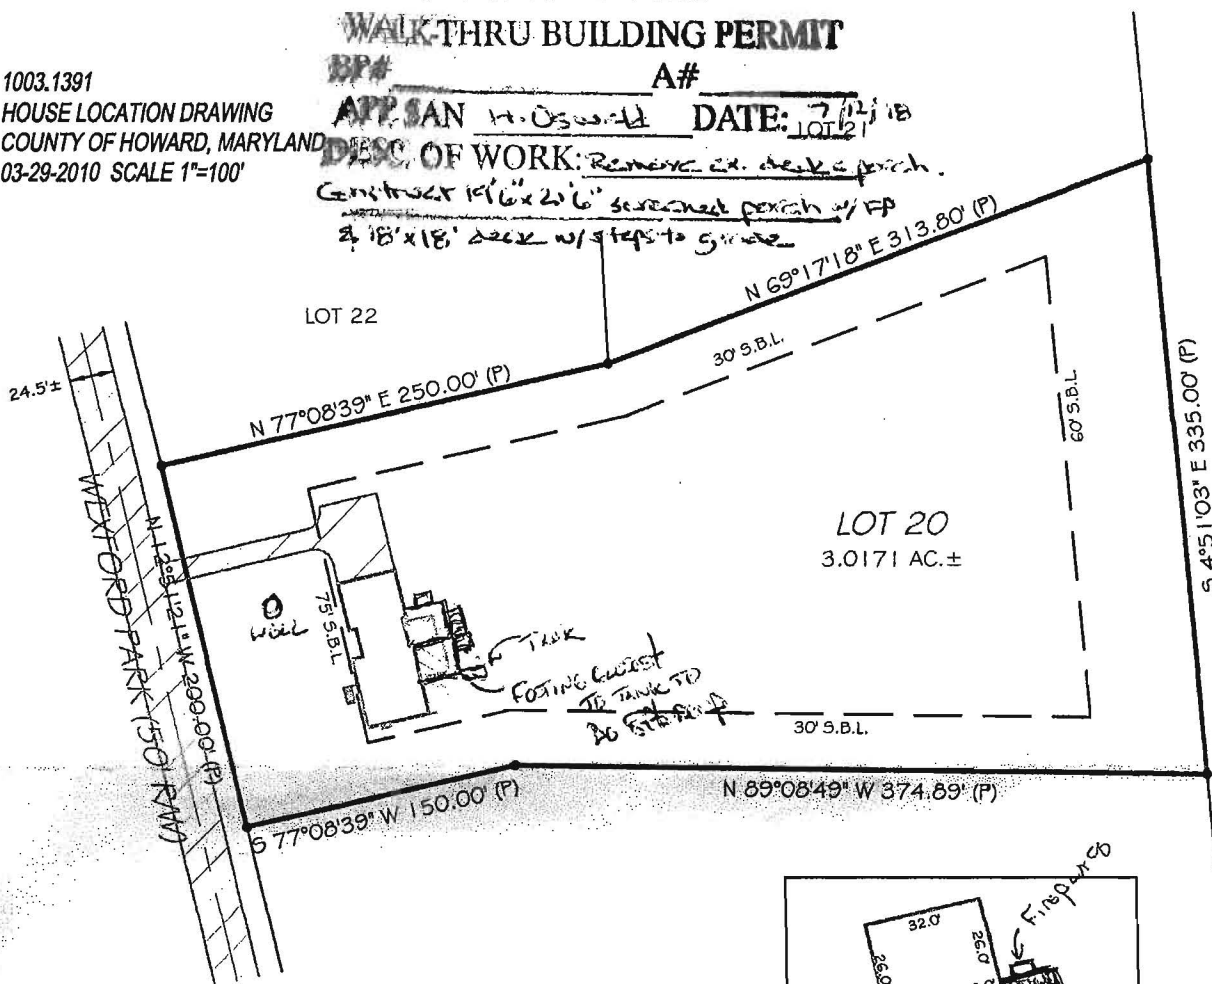 WALK-THRU BUILDING PERMIT
BP# A#
1003.1391
HOUSE LOCATION DRAWING
COUNTY OF HOWARD, MARYLAND
03-29-2010 SCALE 1"=100'
APP. SAN H. Oswald DATE: 7/12/18
LOT 21
DESC. OF WORK: Remove ex. deck & porch.
Construct 19'6" x 20'6" screened porch w/ FP
& 18'x18' deck w/ steps to grade
LOT 22
N 69°17'18" E 313.80' (P)
30' S.B.L.
24.5'±
N 77°08'39" E 250.00' (P)
60' S.B.L.
S 4°51'03" E 335.00' (P)
LOT 20
3.0171 AC.±
WEXFORD PARK (50' R/W)
N 12°51'21" W 200.00' (P)
75' S.B.L
WELL
TANK
FOOTING CLOSEST
TO TANK TO
30' S.B.L.
S 77°08'39" W 150.00' (P)
N 89°08'49" W 374.89' (P)
Fireplace
32.0'
26.0'
26.0'